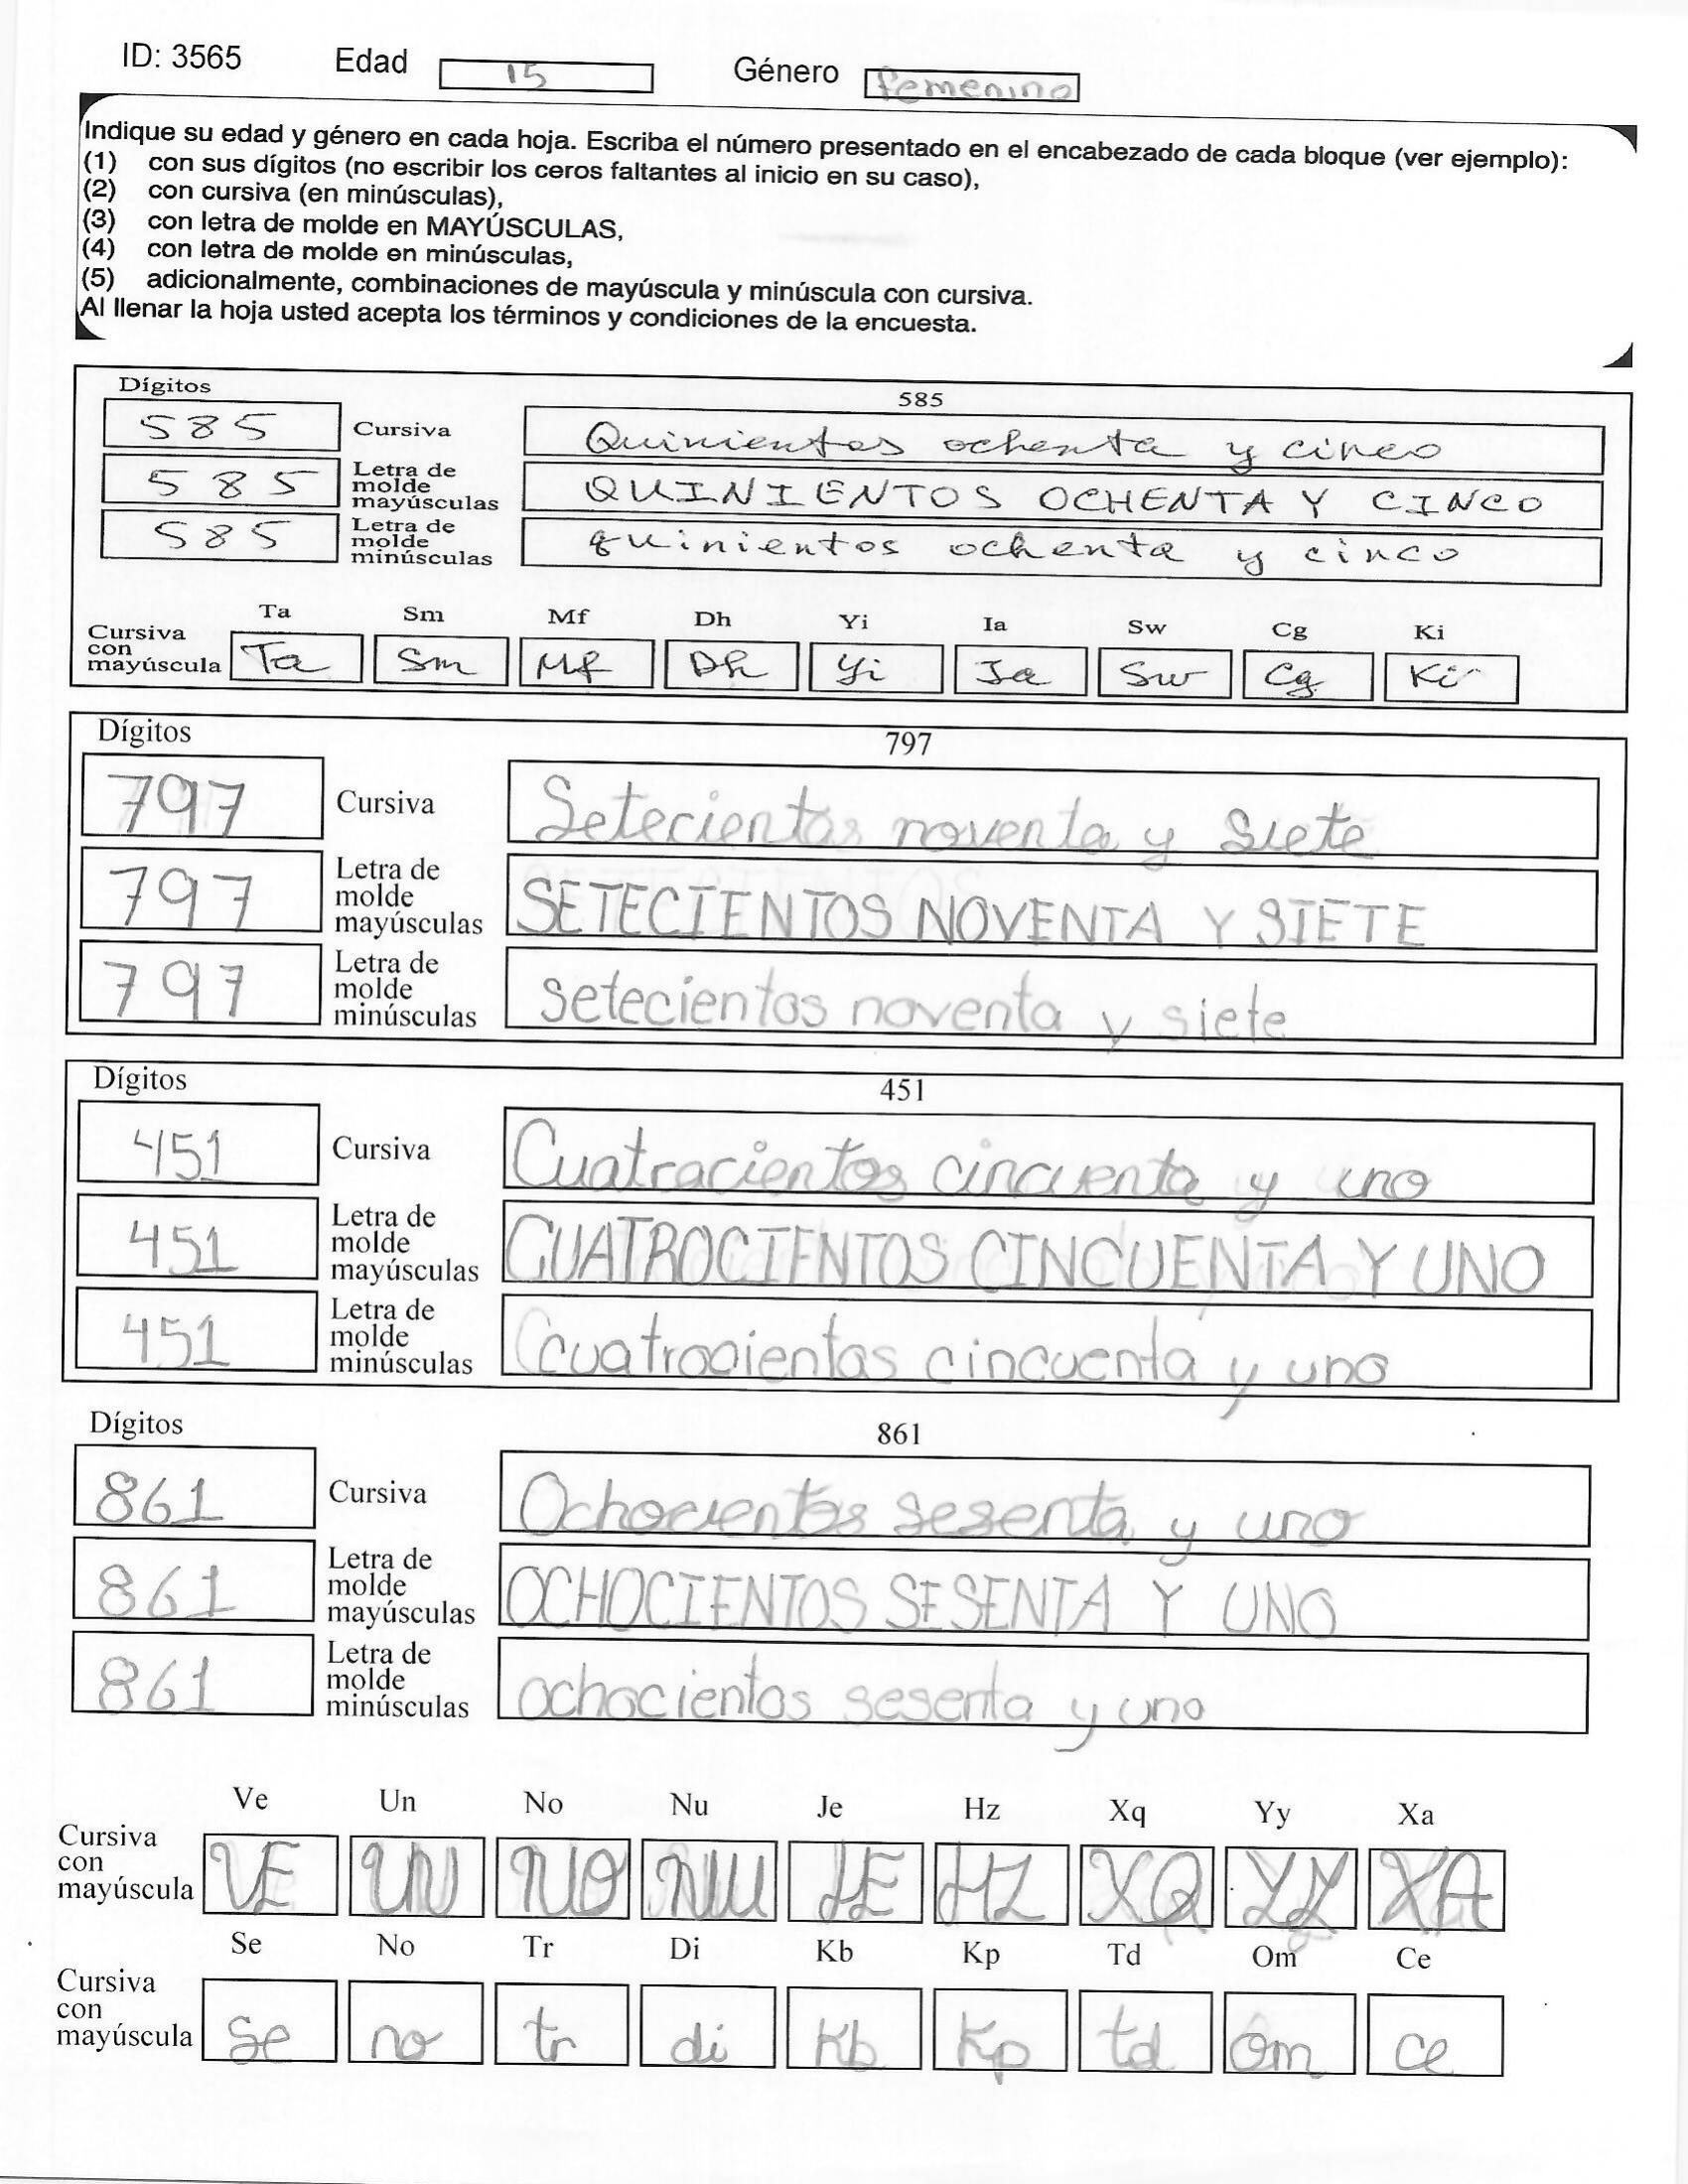 ID: 3565 Edad 15 Género femenino
Indique su edad y género en cada hoja. Escriba el número presentado en el encabezado de cada bloque (ver ejemplo):
(1) con sus dígitos (no escribir los ceros faltantes al inicio en su caso),
(2) con cursiva (en minúsculas),
(3) con letra de molde en MAYÚSCULAS,
(4) con letra de molde en minúsculas,
(5) adicionalmente, combinaciones de mayúscula y minúscula con cursiva.
Al llenar la hoja usted acepta los términos y condiciones de la encuesta.
Dígitos 585
585 Cursiva Quinientos ochenta y cinco
585 Letra de molde mayúsculas QUINIENTOS OCHENTA Y CINCO
585 Letra de molde minúsculas quinientos ochenta y cinco
Ta Sm Mf Dh Yi Ia Sw Cg Ki
Cursiva con mayúscula Ta Sm Mf Dh Yi Ia Sw Cg Ki
Dígitos 797
797 Cursiva Setecientos noventa y Siete
797 Letra de molde mayúsculas SETECIENTOS NOVENTA Y SIETE
797 Letra de molde minúsculas setecientos noventa y siete
Dígitos 451
451 Cursiva Cuatrocientos cincuenta y uno
451 Letra de molde mayúsculas CUATROCIENTOS CINCUENTA Y UNO
451 Letra de molde minúsculas cuatrocientos cincuenta y uno
Dígitos 861
861 Cursiva Ochocientos sesenta y uno
861 Letra de molde mayúsculas OCHOCIENTOS SESENTA Y UNO
861 Letra de molde minúsculas ochocientos sesenta y uno
Ve Un No Nu Je Hz Xq Yy Xa
Cursiva con mayúscula VE UN NO NU JE HZ XQ YY XA
Se No Tr Di Kb Kp Td Om Ce
Cursiva con mayúscula Se no tr di Kb Kp td Om ce